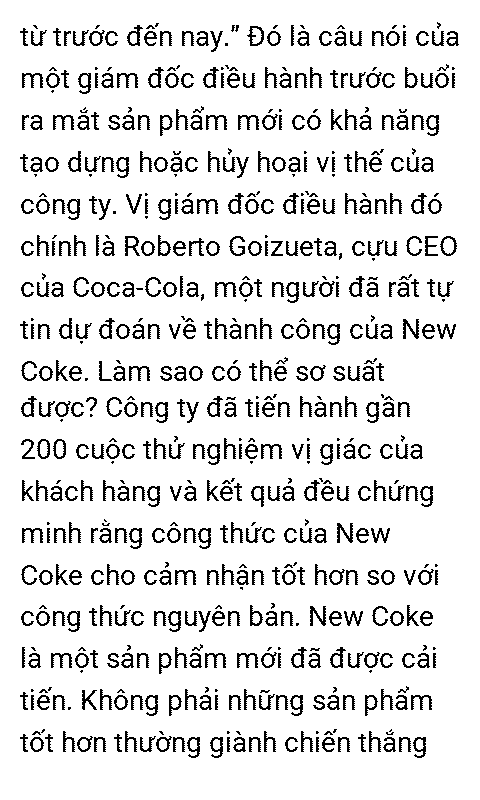 từ trước đến nay.” Đó là câu nói của
một giám đốc điều hành trước buổi
ra mắt sản phẩm mới có khả năng
tạo dựng hoặc hủy hoại vị thế của
công ty. Vị giám đốc điều hành đó
chính là Roberto Goizueta, cựu CEO
của Coca-Cola, một người đã rất tự
tin dự đoán về thành công của New
Coke. Làm sao có thể sơ suất
được? Công ty đã tiến hành gần
200 cuộc thử nghiệm vị giác của
khách hàng và kết quả đều chứng
minh rằng công thức của New
Coke cho cảm nhận tốt hơn so với
công thức nguyên bản. New Coke
là một sản phẩm mới đã được cải
tiến. Không phải những sản phẩm
tốt hơn thường giành chiến thắng